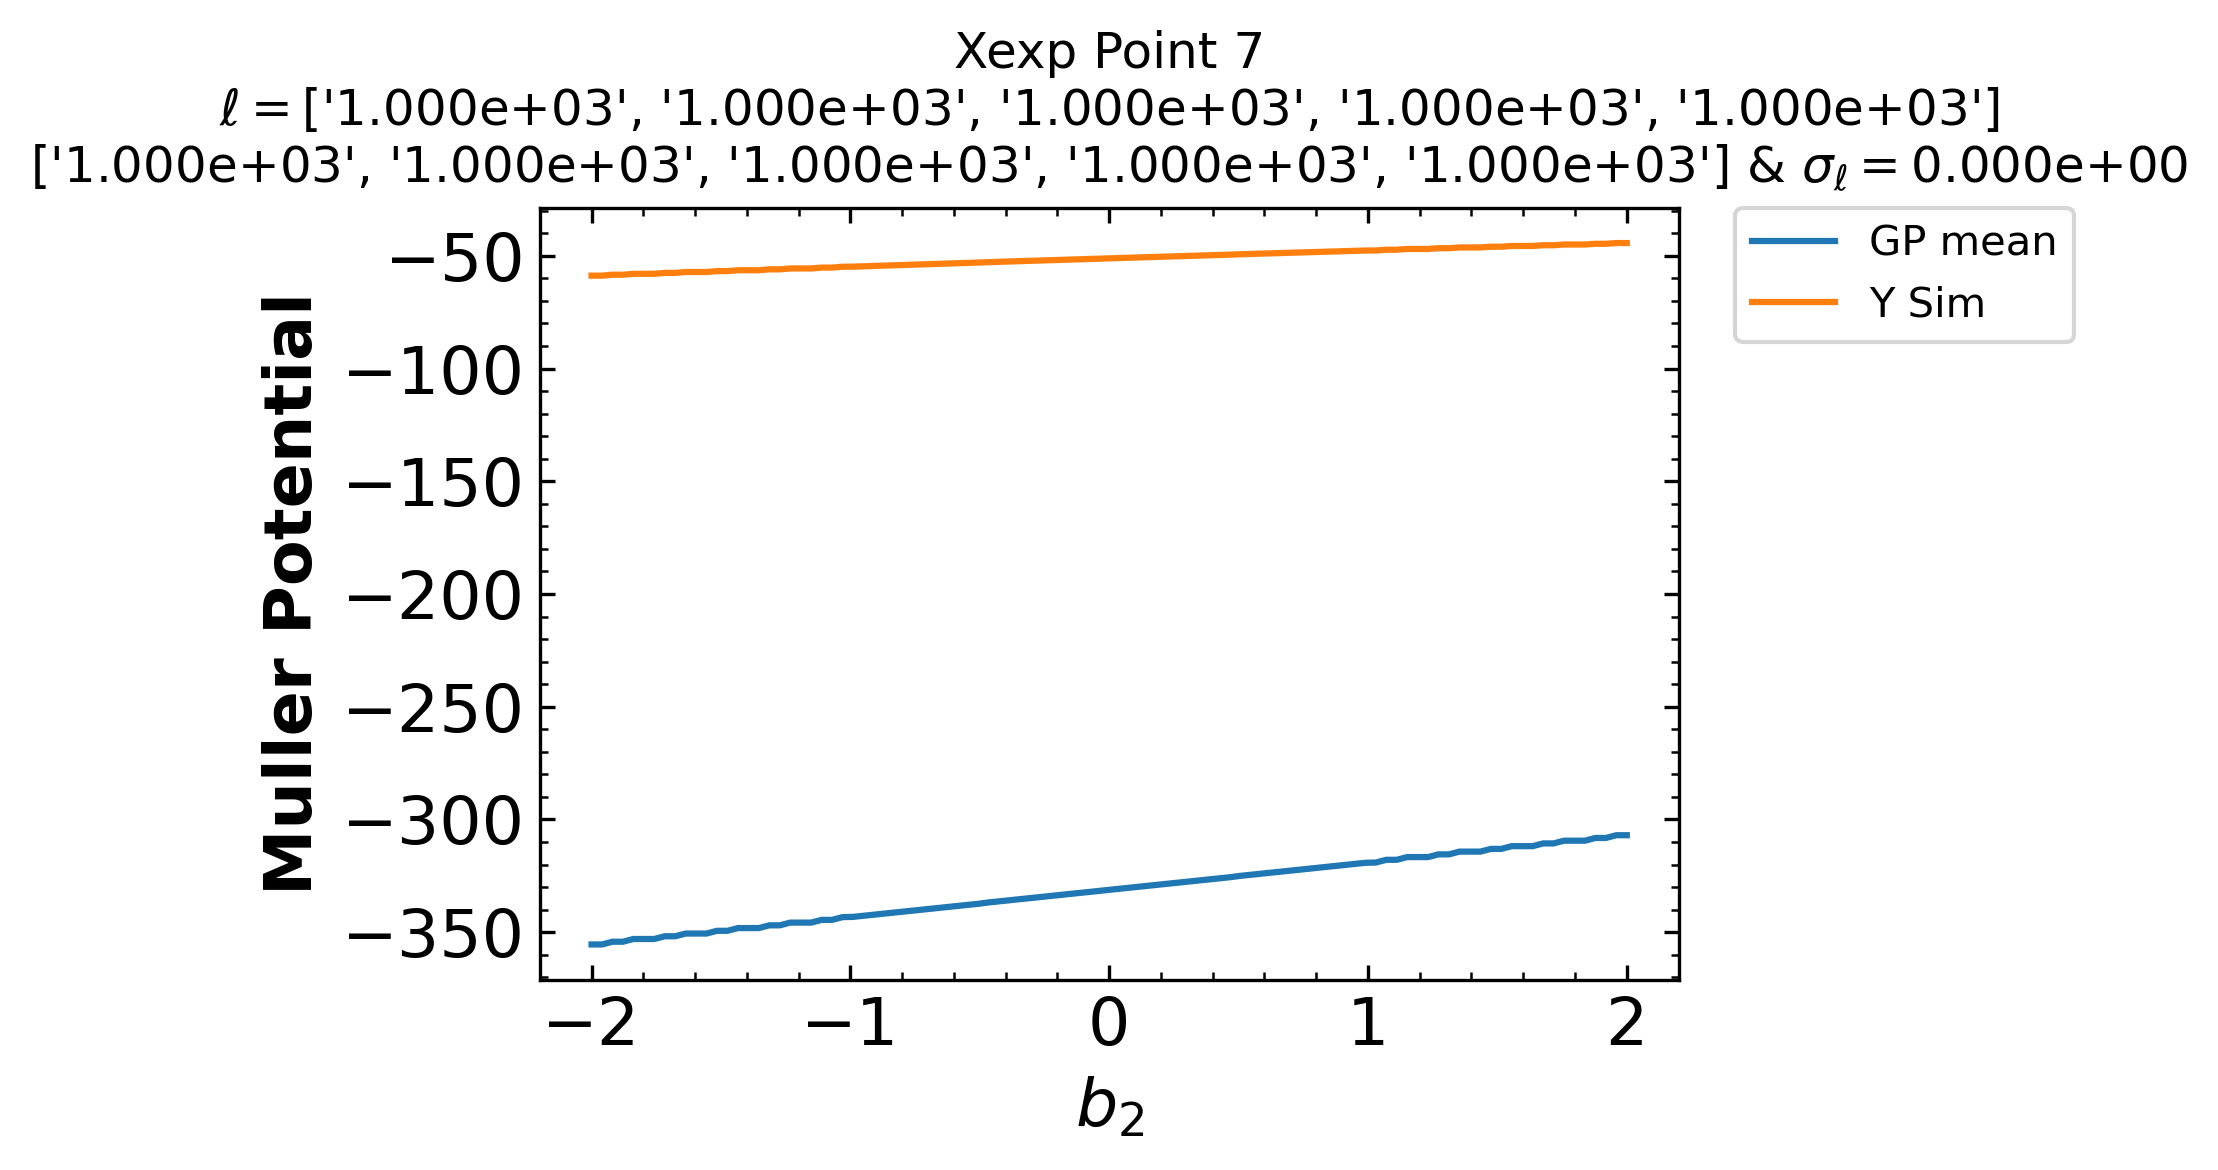 Xexp Point 7
ℓ = ['1.000e+03', '1.000e+03', '1.000e+03', '1.000e+03', '1.000e+03']
['1.000e+03', '1.000e+03', '1.000e+03', '1.000e+03', '1.000e+03'] & σℓ = 0.000e+00
GP mean
Y Sim
Muller Potential
−50
−100
−150
−200
−250
−300
−350
−2 −1 0 1 2
b₂